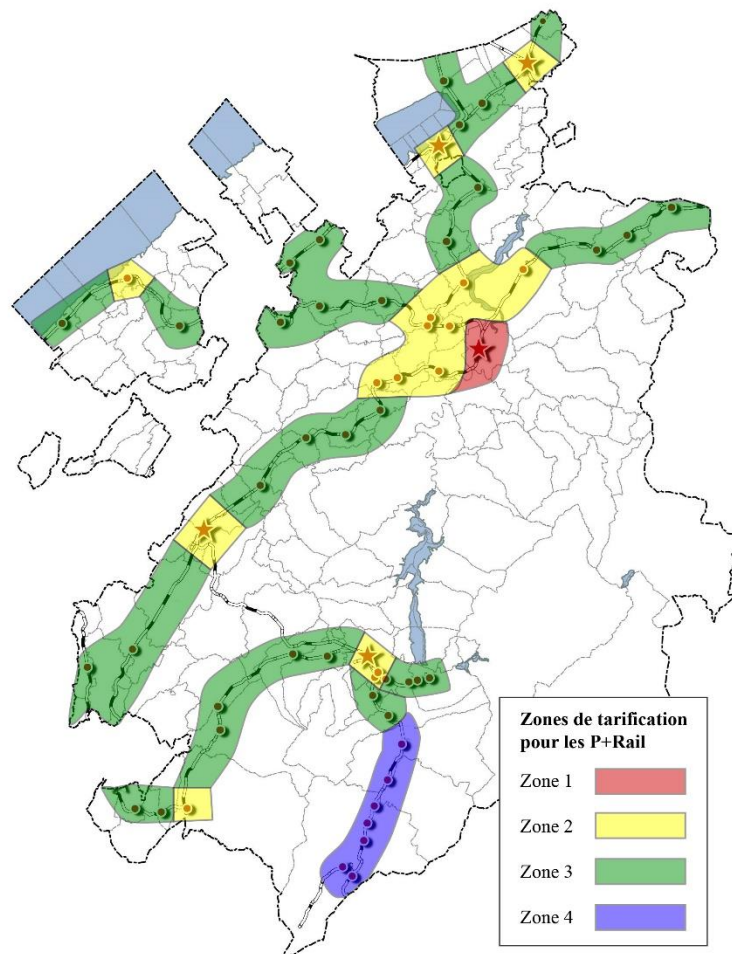 Zones de tarification
pour les P+Rail
Zone 1
Zone 2
Zone 3
Zone 4